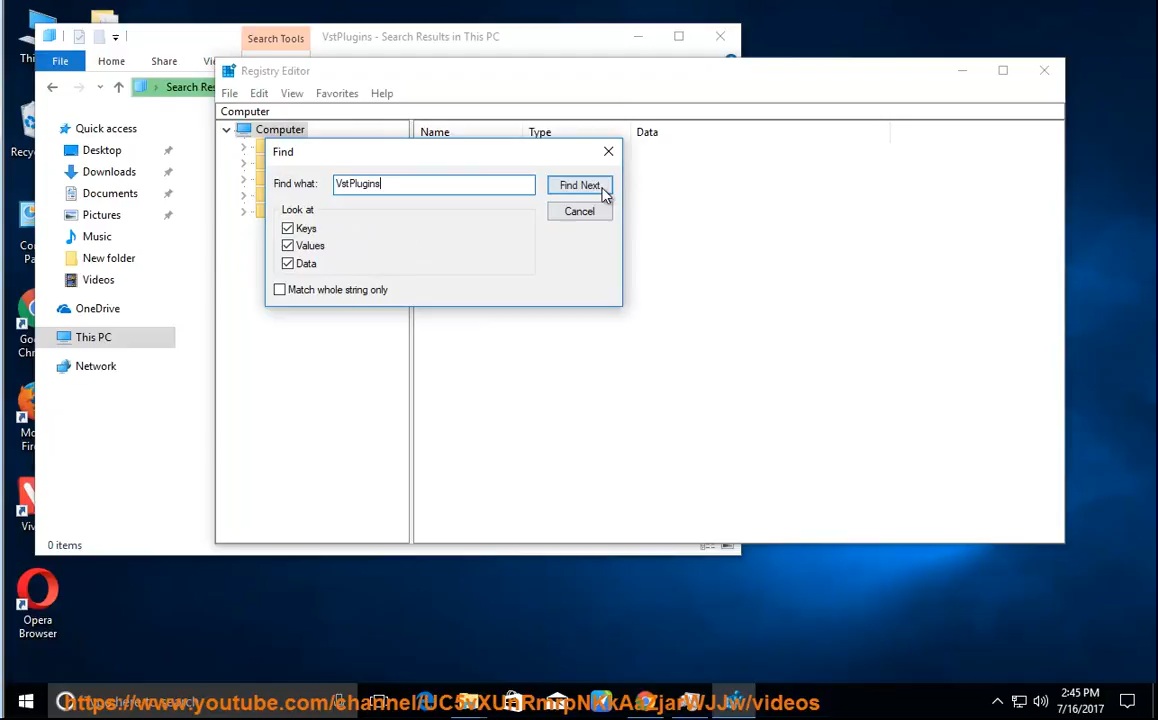 Search Tools
VstPlugins - Search Results in This PC
File
Home
Share
Search Res
Quick access
Desktop
Downloads
Documents
Pictures
Music
New folder
Videos
OneDrive
This PC
Network
0 items
Registry Editor
File
Edit
View
Favorites
Help
Computer
Computer
Name
Type
Data
Find
Find what:
VstPlugins
Find Next
Look at
Cancel
Keys
Values
Data
Match whole string only
Opera
Browser
2:45 PM
7/16/2017